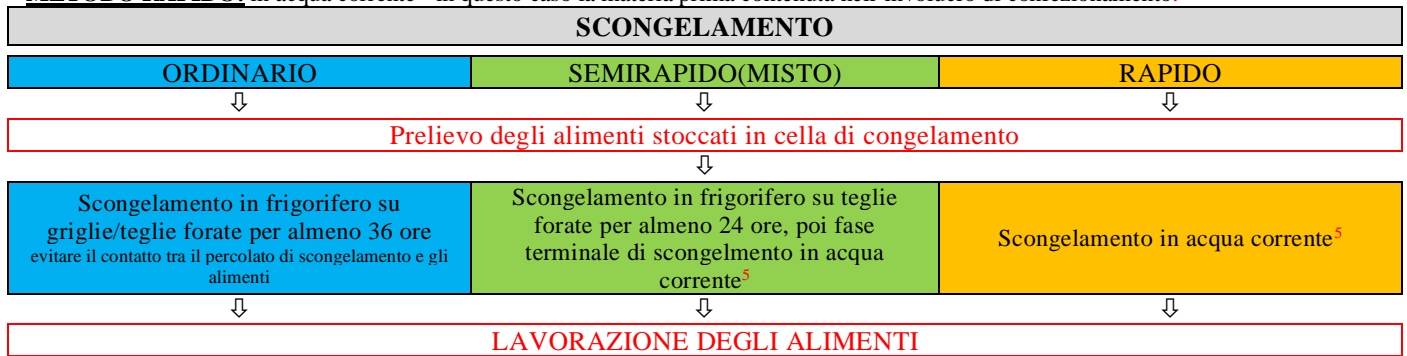 SCONGELAMENTO
ORDINARIO SEMIRAPIDO(MISTO) RAPIDO
⇩ ⇩ ⇩
Prelievo degli alimenti stoccati in cella di congelamento
⇩
Scongelamento in frigorifero su
griglie/teglie forate per almeno 36 ore
evitare il contatto tra il percolato di scongelamento e gli
alimenti
Scongelamento in frigorifero su teglie
forate per almeno 24 ore, poi fase
terminale di scongelmento in acqua
corrente⁵
Scongelamento in acqua corrente⁵
⇩ ⇩ ⇩
LAVORAZIONE DEGLI ALIMENTI